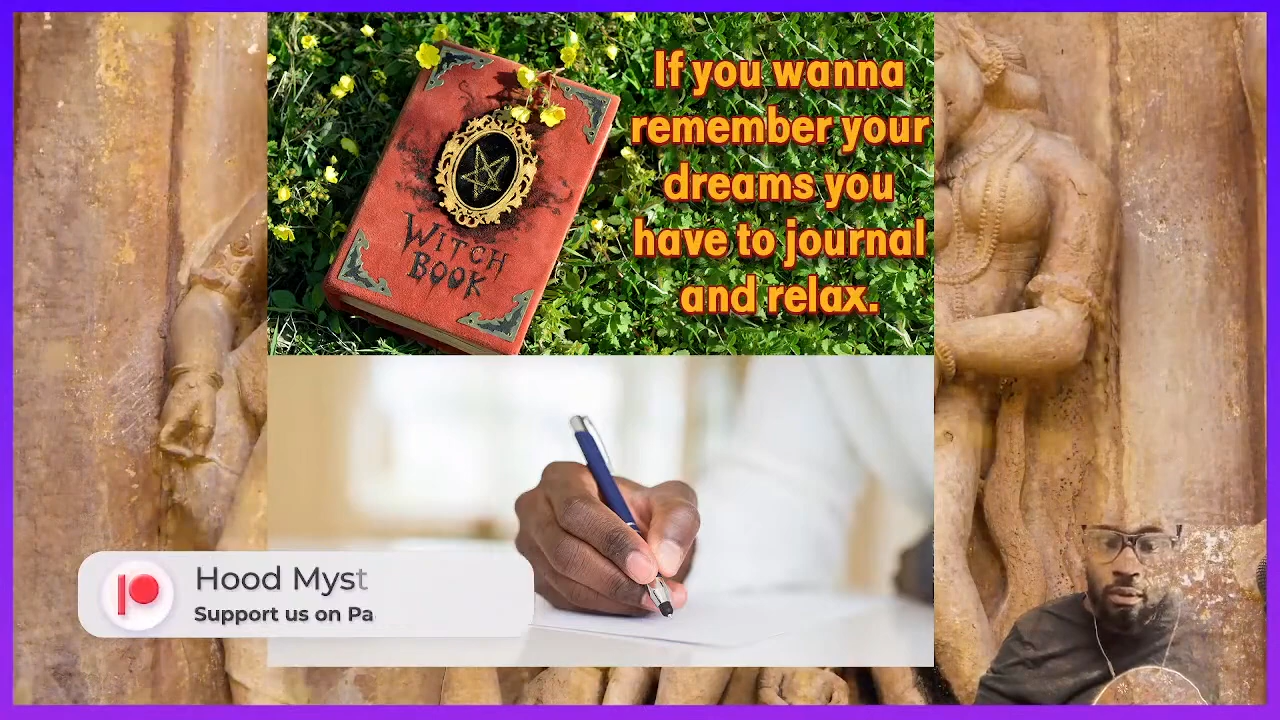 If you wanna
remember your
dreams you
have to journal
and relax.
WITCH
BOOK
Hood Myst
Support us on Pa